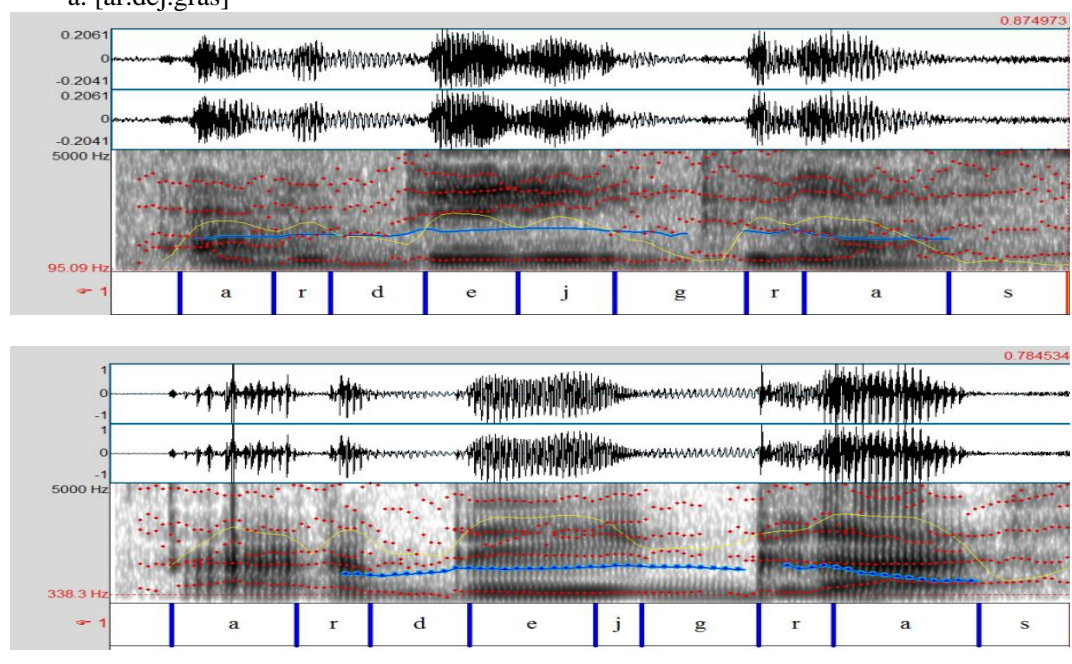 a. [ar.dej.gras]
0.874973
0.2061
0
-0.2041
0.2061
0
-0.2041
5000 Hz
95.09 Hz
☞ 1
a r d e j g r a s
0.784534
1
0
-1
1
0
-1
5000 Hz
338.3 Hz
☞ 1
a r d e j g r a s